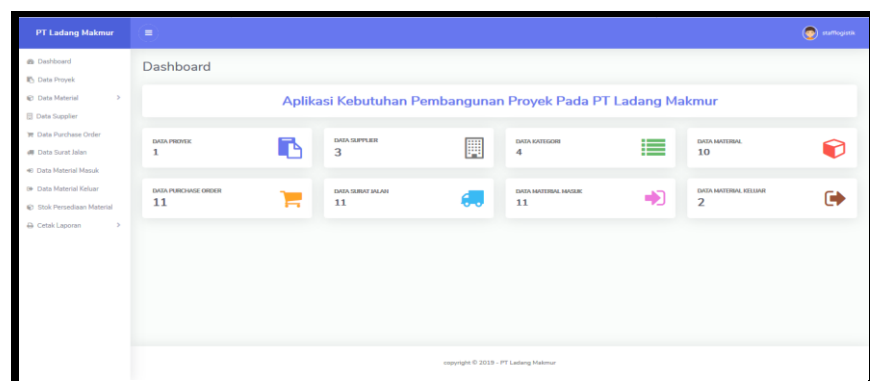 PT Ladang Makmur
stafflogistik
Dashboard
Data Proyek
Data Material
Data Supplier
Data Purchase Order
Data Surat Jalan
Data Material Masuk
Data Material Keluar
Stok Persediaan Material
Cetak Laporan
Dashboard
Aplikasi Kebutuhan Pembangunan Proyek Pada PT Ladang Makmur
DATA PROYEK
1
DATA SUPPLIER
3
DATA KATEGORI
4
DATA MATERIAL
10
DATA PURCHASE ORDER
11
DATA SURAT JALAN
11
DATA MATERIAL MASUK
11
DATA MATERIAL KELUAR
2
copyright © 2019 - PT Ladang Makmur